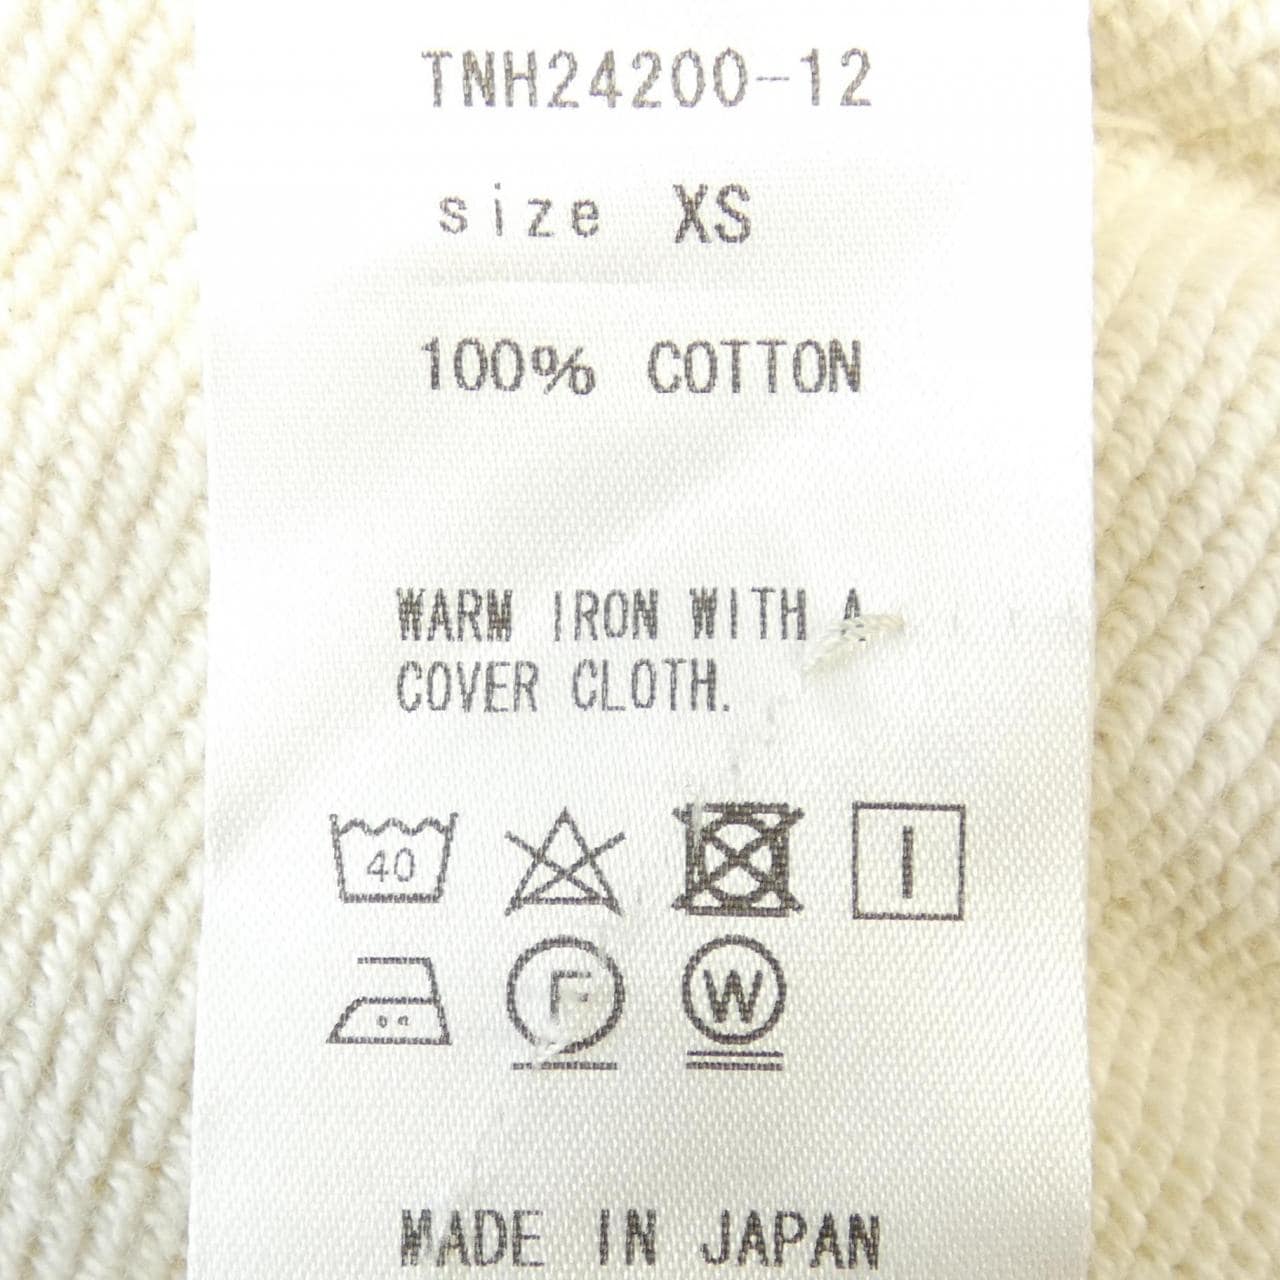 TNH24200-12
size XS
100% COTTON
WARM IRON WITH A
COVER CLOTH.
40
F W
MADE IN JAPAN